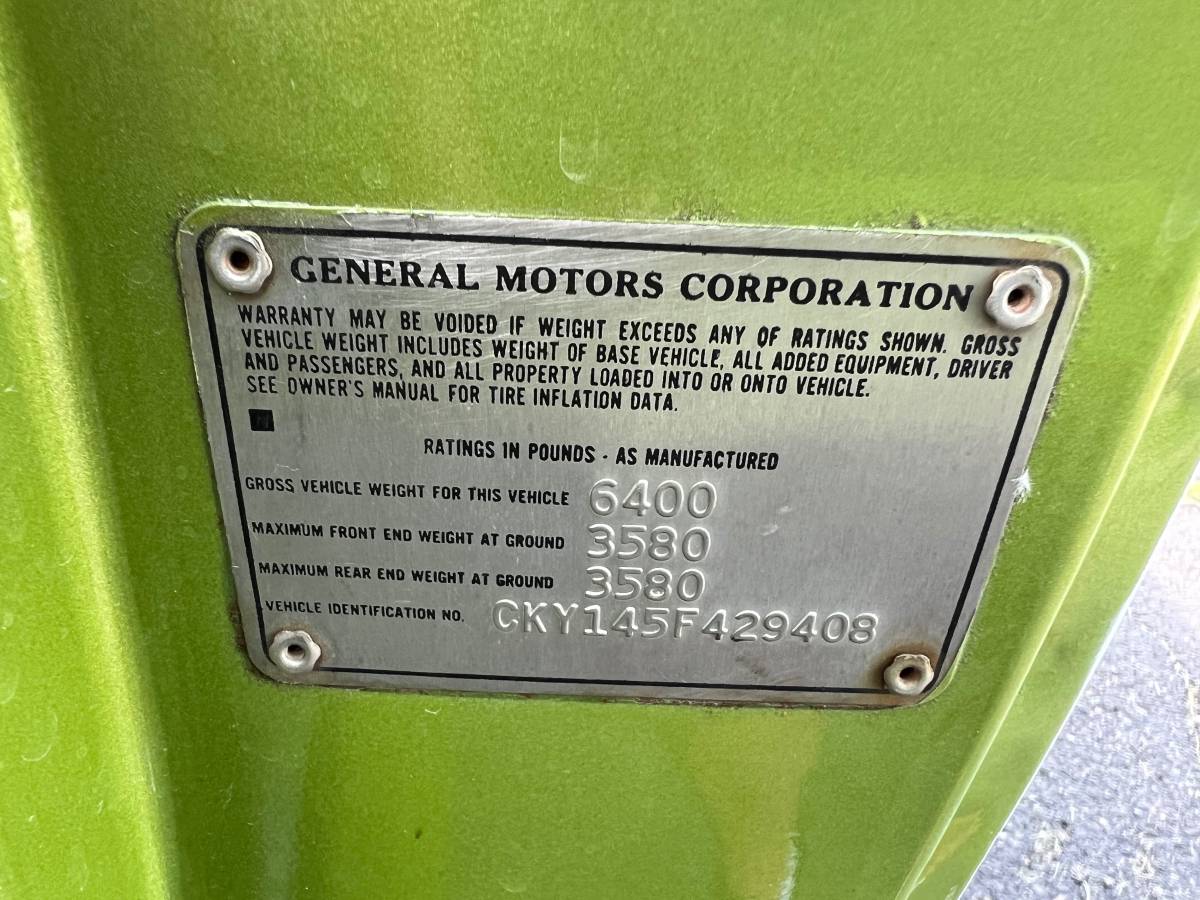 GENERAL MOTORS CORPORATION
WARRANTY MAY BE VOIDED IF WEIGHT EXCEEDS ANY OF RATINGS SHOWN. GROSS
VEHICLE WEIGHT INCLUDES WEIGHT OF BASE VEHICLE, ALL ADDED EQUIPMENT, DRIVER
AND PASSENGERS, AND ALL PROPERTY LOADED INTO OR ONTO VEHICLE.
SEE OWNER'S MANUAL FOR TIRE INFLATION DATA.
RATINGS IN POUNDS - AS MANUFACTURED
GROSS VEHICLE WEIGHT FOR THIS VEHICLE 6400
MAXIMUM FRONT END WEIGHT AT GROUND 3580
MAXIMUM REAR END WEIGHT AT GROUND 3580
VEHICLE IDENTIFICATION NO. CKY145F429408